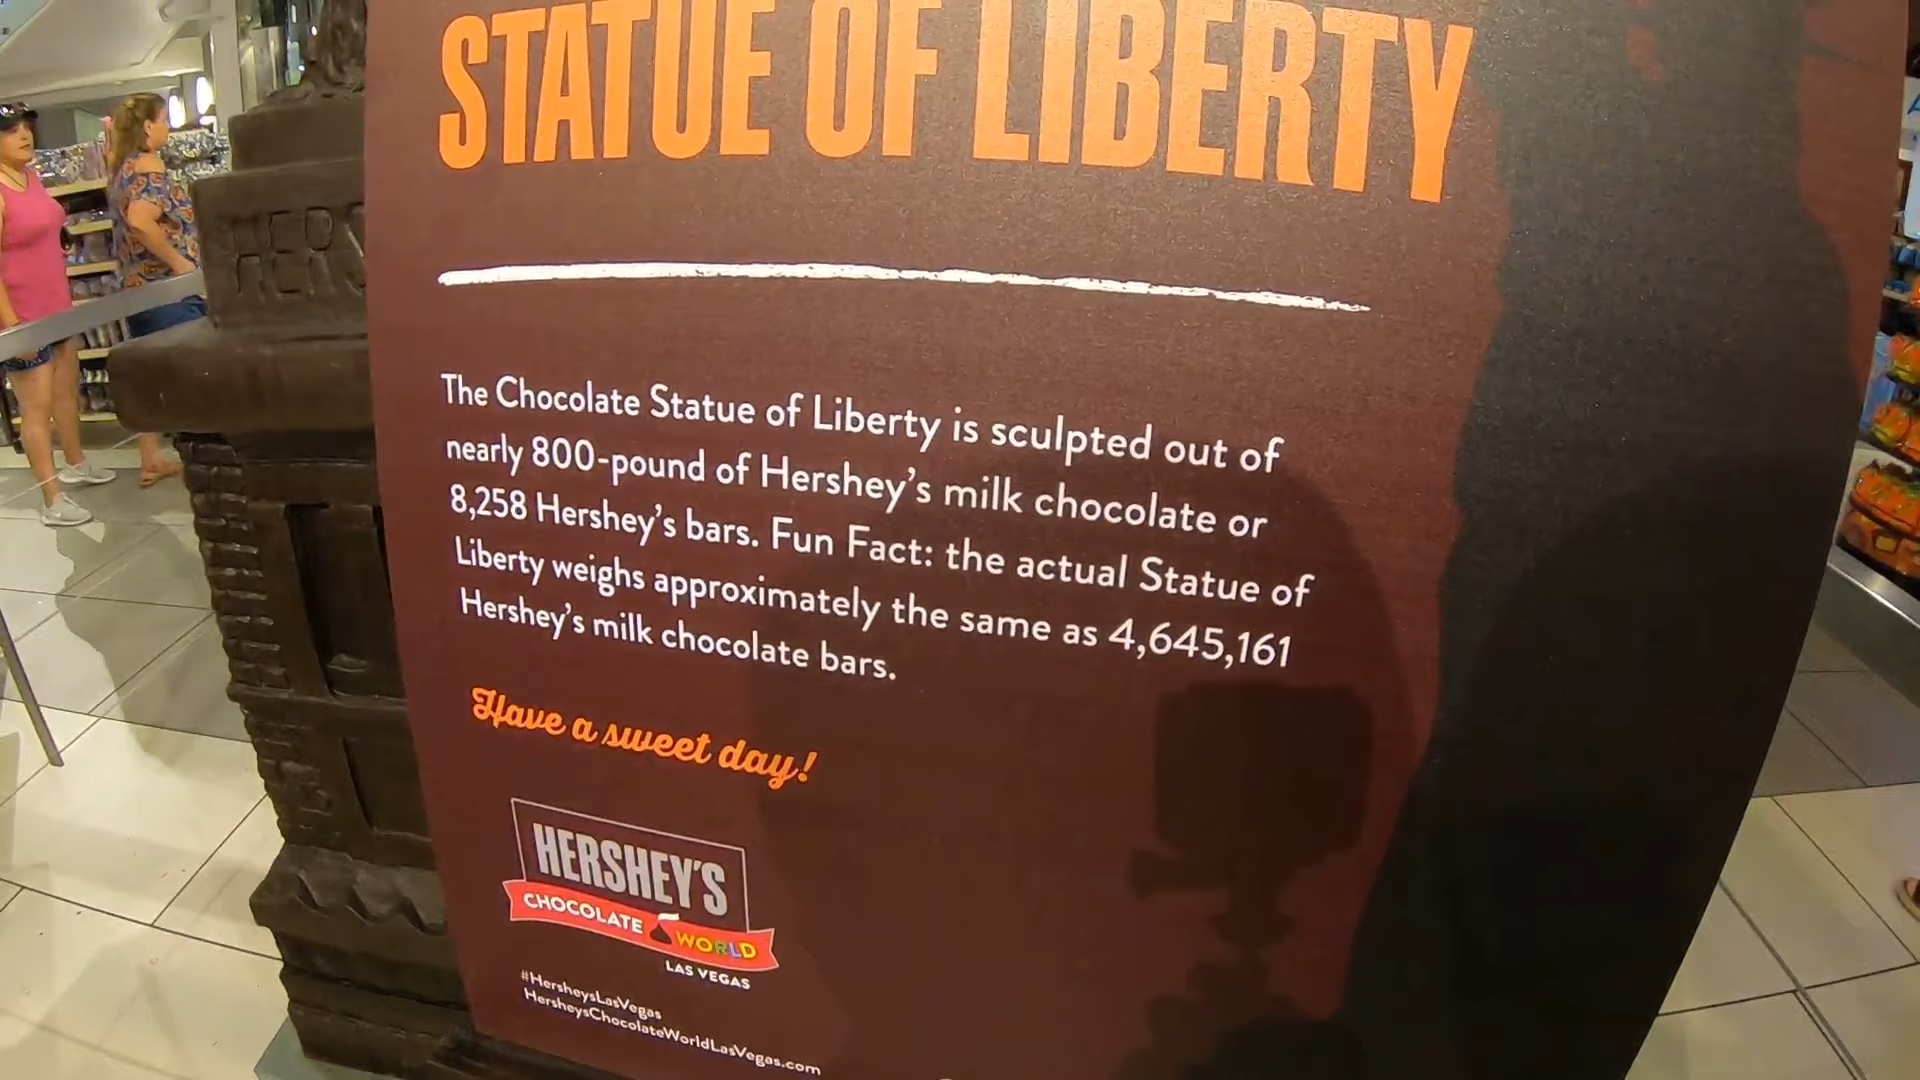 STATUE OF LIBERTY
The Chocolate Statue of Liberty is sculpted out of
nearly 800-pound of Hershey's milk chocolate or
8,258 Hershey's bars. Fun Fact: the actual Statue of
Liberty weighs approximately the same as 4,645,161
Hershey's milk chocolate bars.
Have a sweet day!
HERSHEY'S
CHOCOLATE WORLD
LAS VEGAS
#HersheysLasVegas
HersheysChocolateWorldLasVegas.com